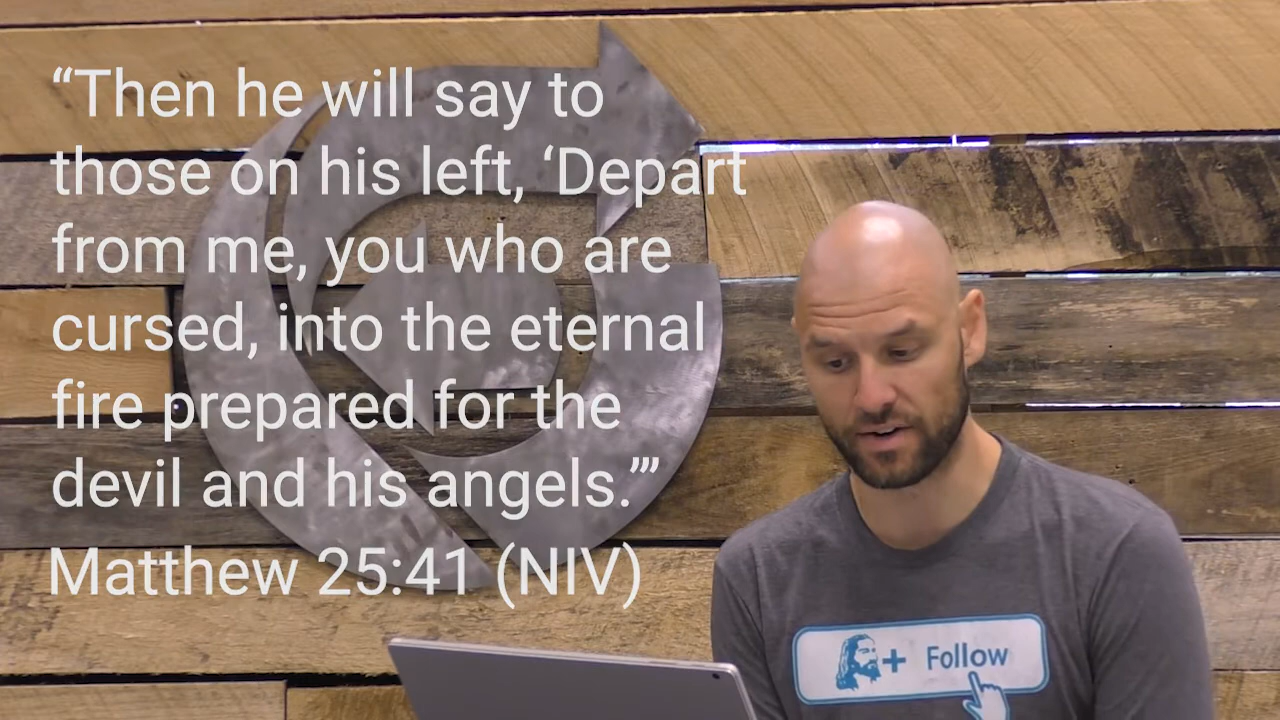 “Then he will say to
those on his left, ‘Depart
from me, you who are
cursed, into the eternal
fire prepared for the
devil and his angels.’”
Matthew 25:41 (NIV)
+ Follow